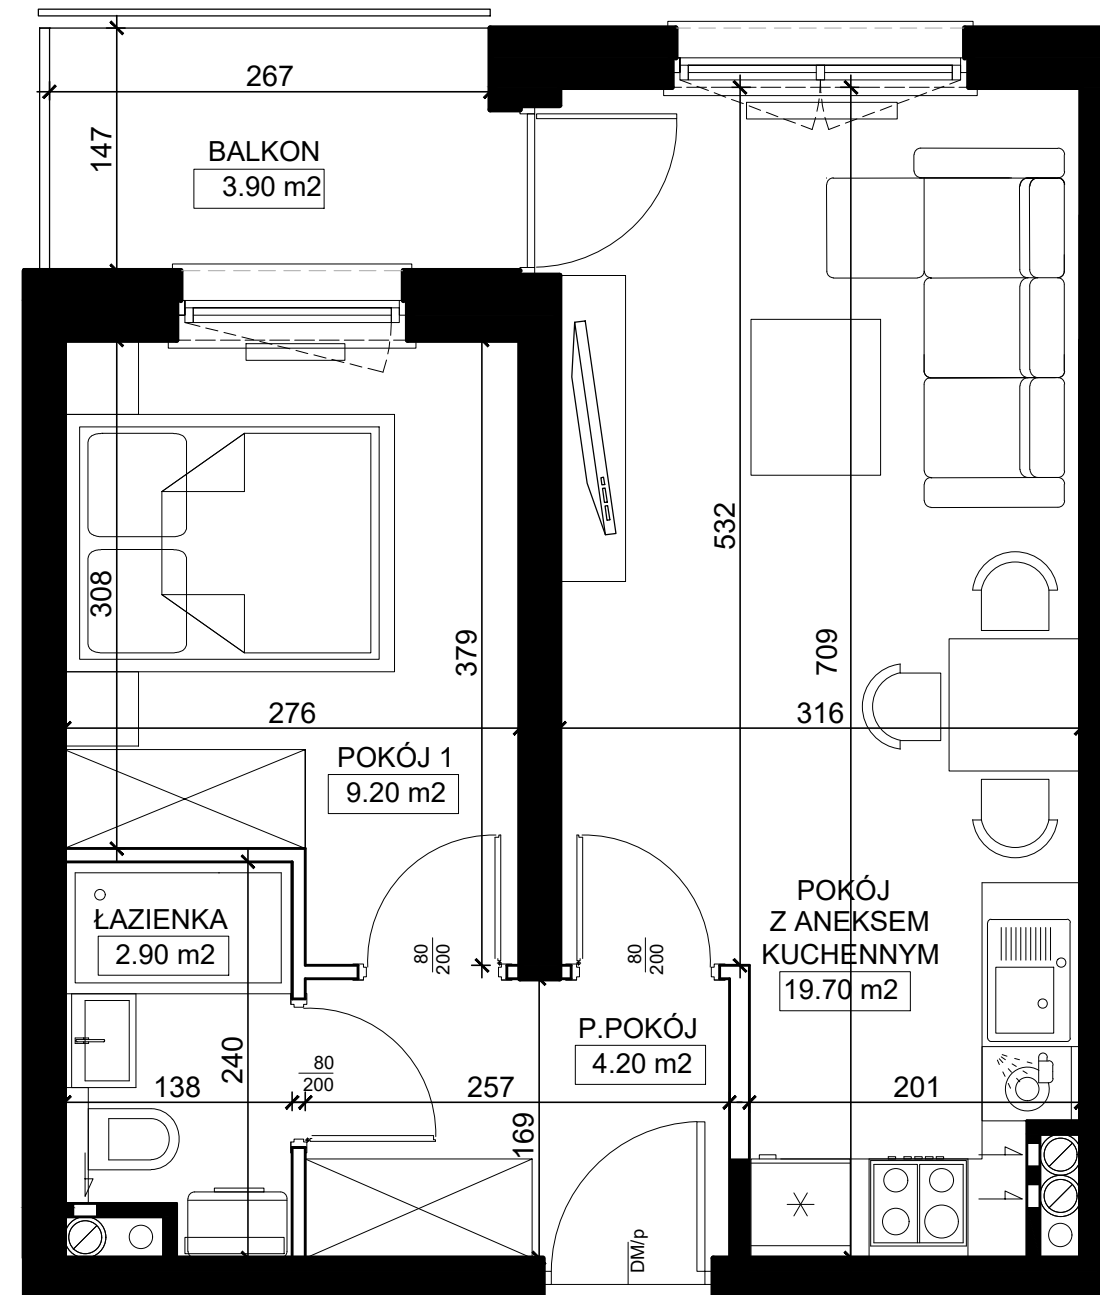 267
147
BALKON
3.90 m2
532
308
379
709
276
316
POKÓJ 1
9.20 m2
ŁAZIENKA
2.90 m2
80
200
80
200
POKÓJ
Z ANEKSEM
KUCHENNYM
19.70 m2
P.POKÓJ
4.20 m2
240
80
200
138
257
201
169
DM/p